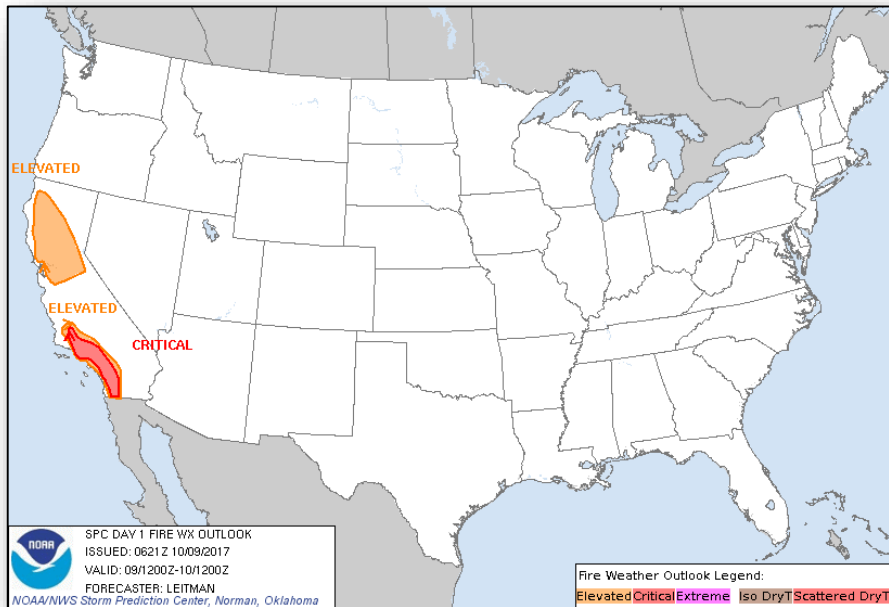 ELEVATED
ELEVATED
CRITICAL
NOAA
SPC DAY 1 FIRE WX OUTLOOK
ISSUED: 0621Z 10/09/2017
VALID: 09/1200Z-10/1200Z
FORECASTER: LEITMAN
NOAA/NWS Storm Prediction Center, Norman, Oklahoma
Fire Weather Outlook Legend:
Elevated Critical Extreme Iso DryT Scattered DryT